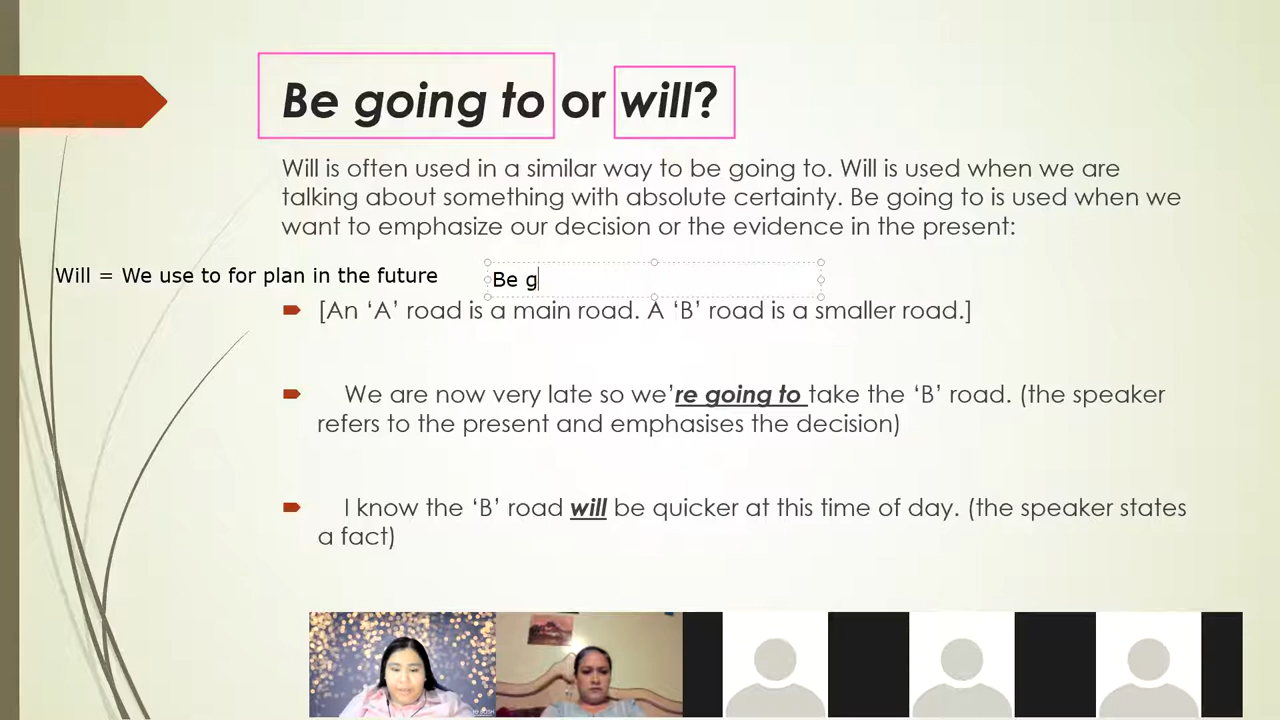 Be going to or will?
Will is often used in a similar way to be going to. Will is used when we are
talking about something with absolute certainty. Be going to is used when we
want to emphasize our decision or the evidence in the present:
Will = We use to for plan in the future
Be g
[An ‘A’ road is a main road. A ‘B’ road is a smaller road.]
We are now very late so we’re going to take the ‘B’ road. (the speaker
refers to the present and emphasises the decision)
I know the ‘B’ road will be quicker at this time of day. (the speaker states
a fact)